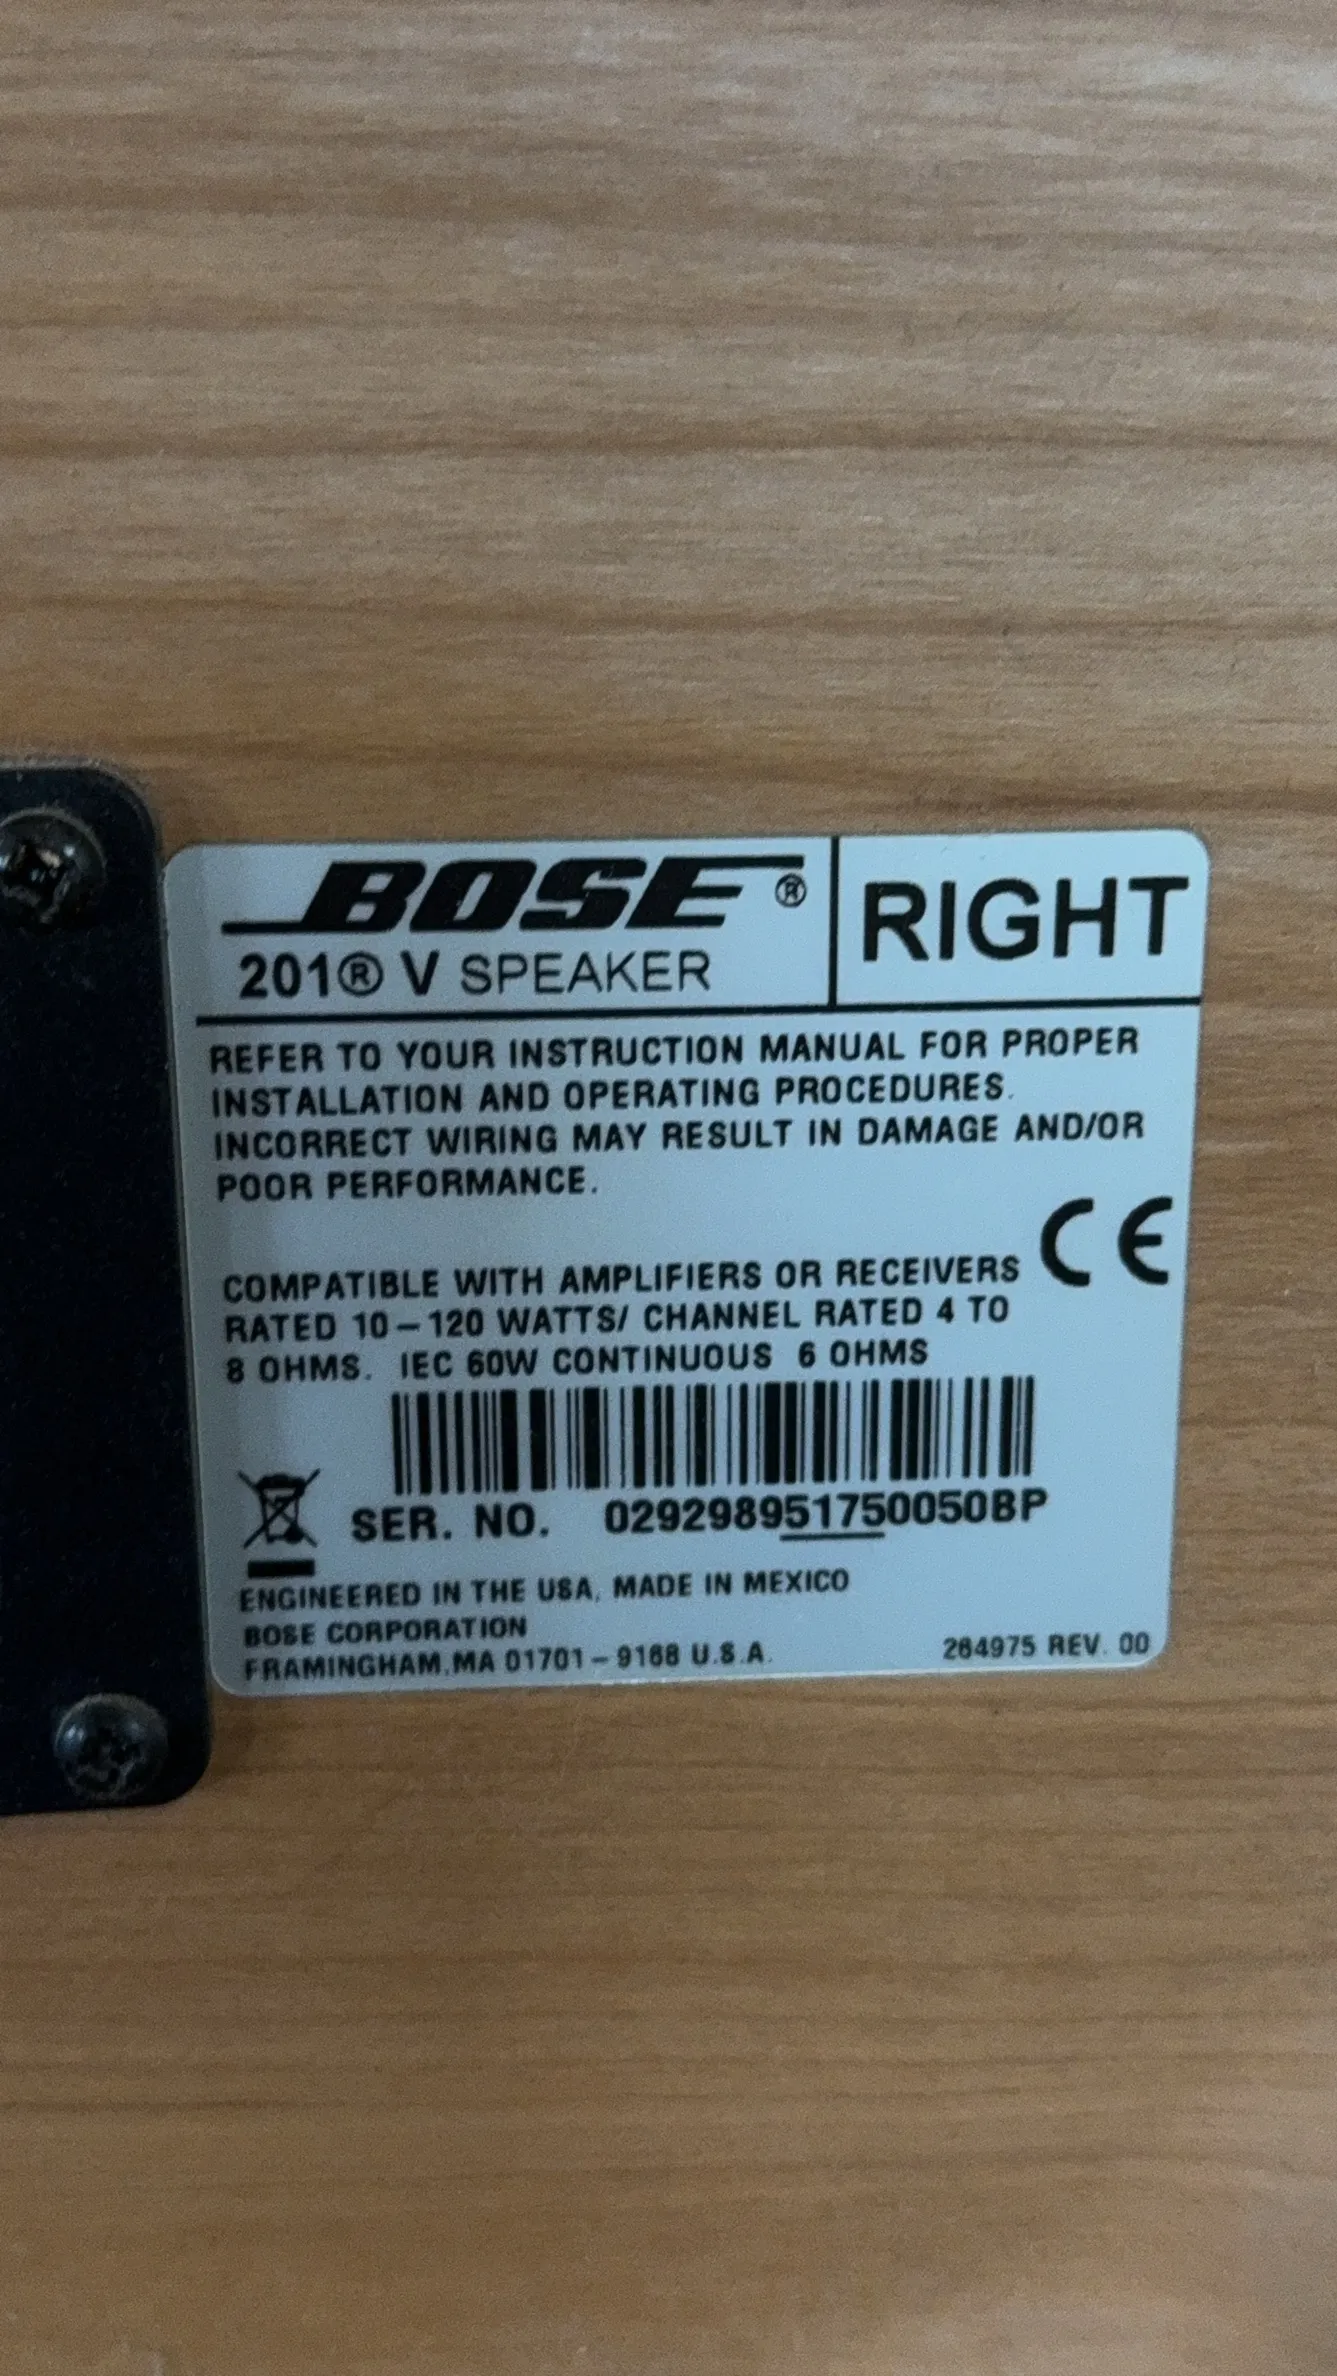 BOSE®
201® V SPEAKER
RIGHT
REFER TO YOUR INSTRUCTION MANUAL FOR PROPER
INSTALLATION AND OPERATING PROCEDURES.
INCORRECT WIRING MAY RESULT IN DAMAGE AND/OR
POOR PERFORMANCE.
CE
COMPATIBLE WITH AMPLIFIERS OR RECEIVERS
RATED 10–120 WATTS/ CHANNEL RATED 4 TO
8 OHMS. IEC 60W CONTINUOUS 6 OHMS
SER. NO. 029298951750050BP
ENGINEERED IN THE USA, MADE IN MEXICO
BOSE CORPORATION
FRAMINGHAM,MA 01701–9168 U.S.A.
264975 REV. 00